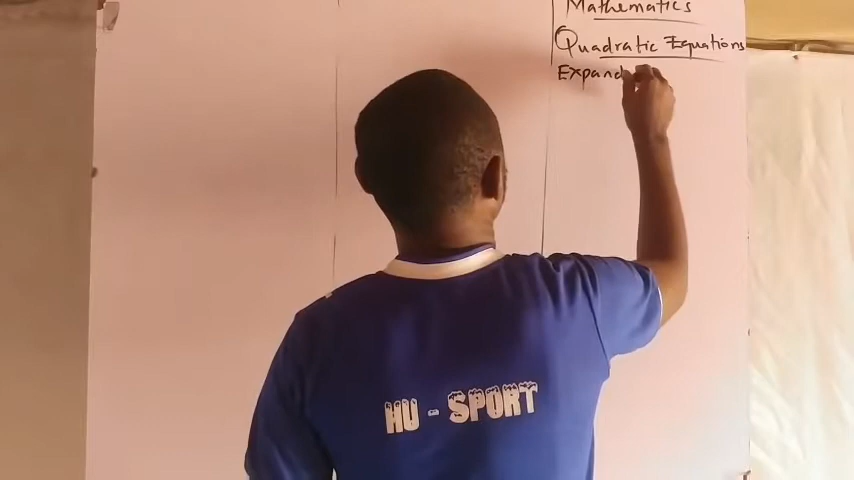 Mathematics
Quadratic Equations
Expand
HU - SPORT